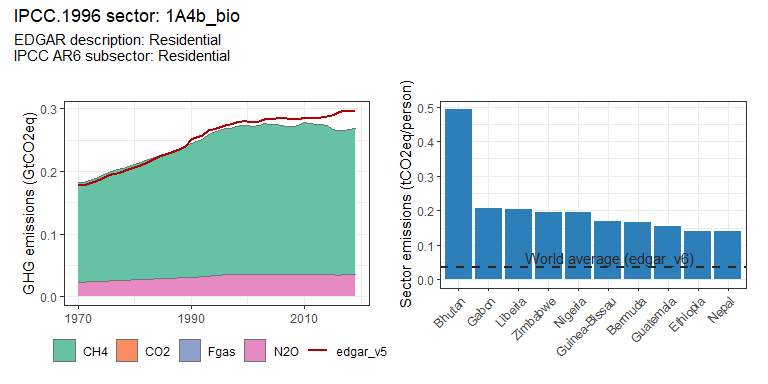 IPCC.1996 sector: 1A4b_bio
EDGAR description: Residential
IPCC AR6 subsector: Residential
GHG emissions (GtCO2eq)
0.3
0.2
0.1
0.0
1970
1990
2010
CH4
CO2
Fgas
N2O
edgar_v5
Sector emissions (tCO2eq/person)
0.5
0.4
0.3
0.2
0.1
0.0
World average (edgar_v6)
Bhutan
Gabon
Liberia
Zimbabwe
Nigeria
Guinea-Bissau
Bermuda
Guatemala
Ethiopia
Nepal